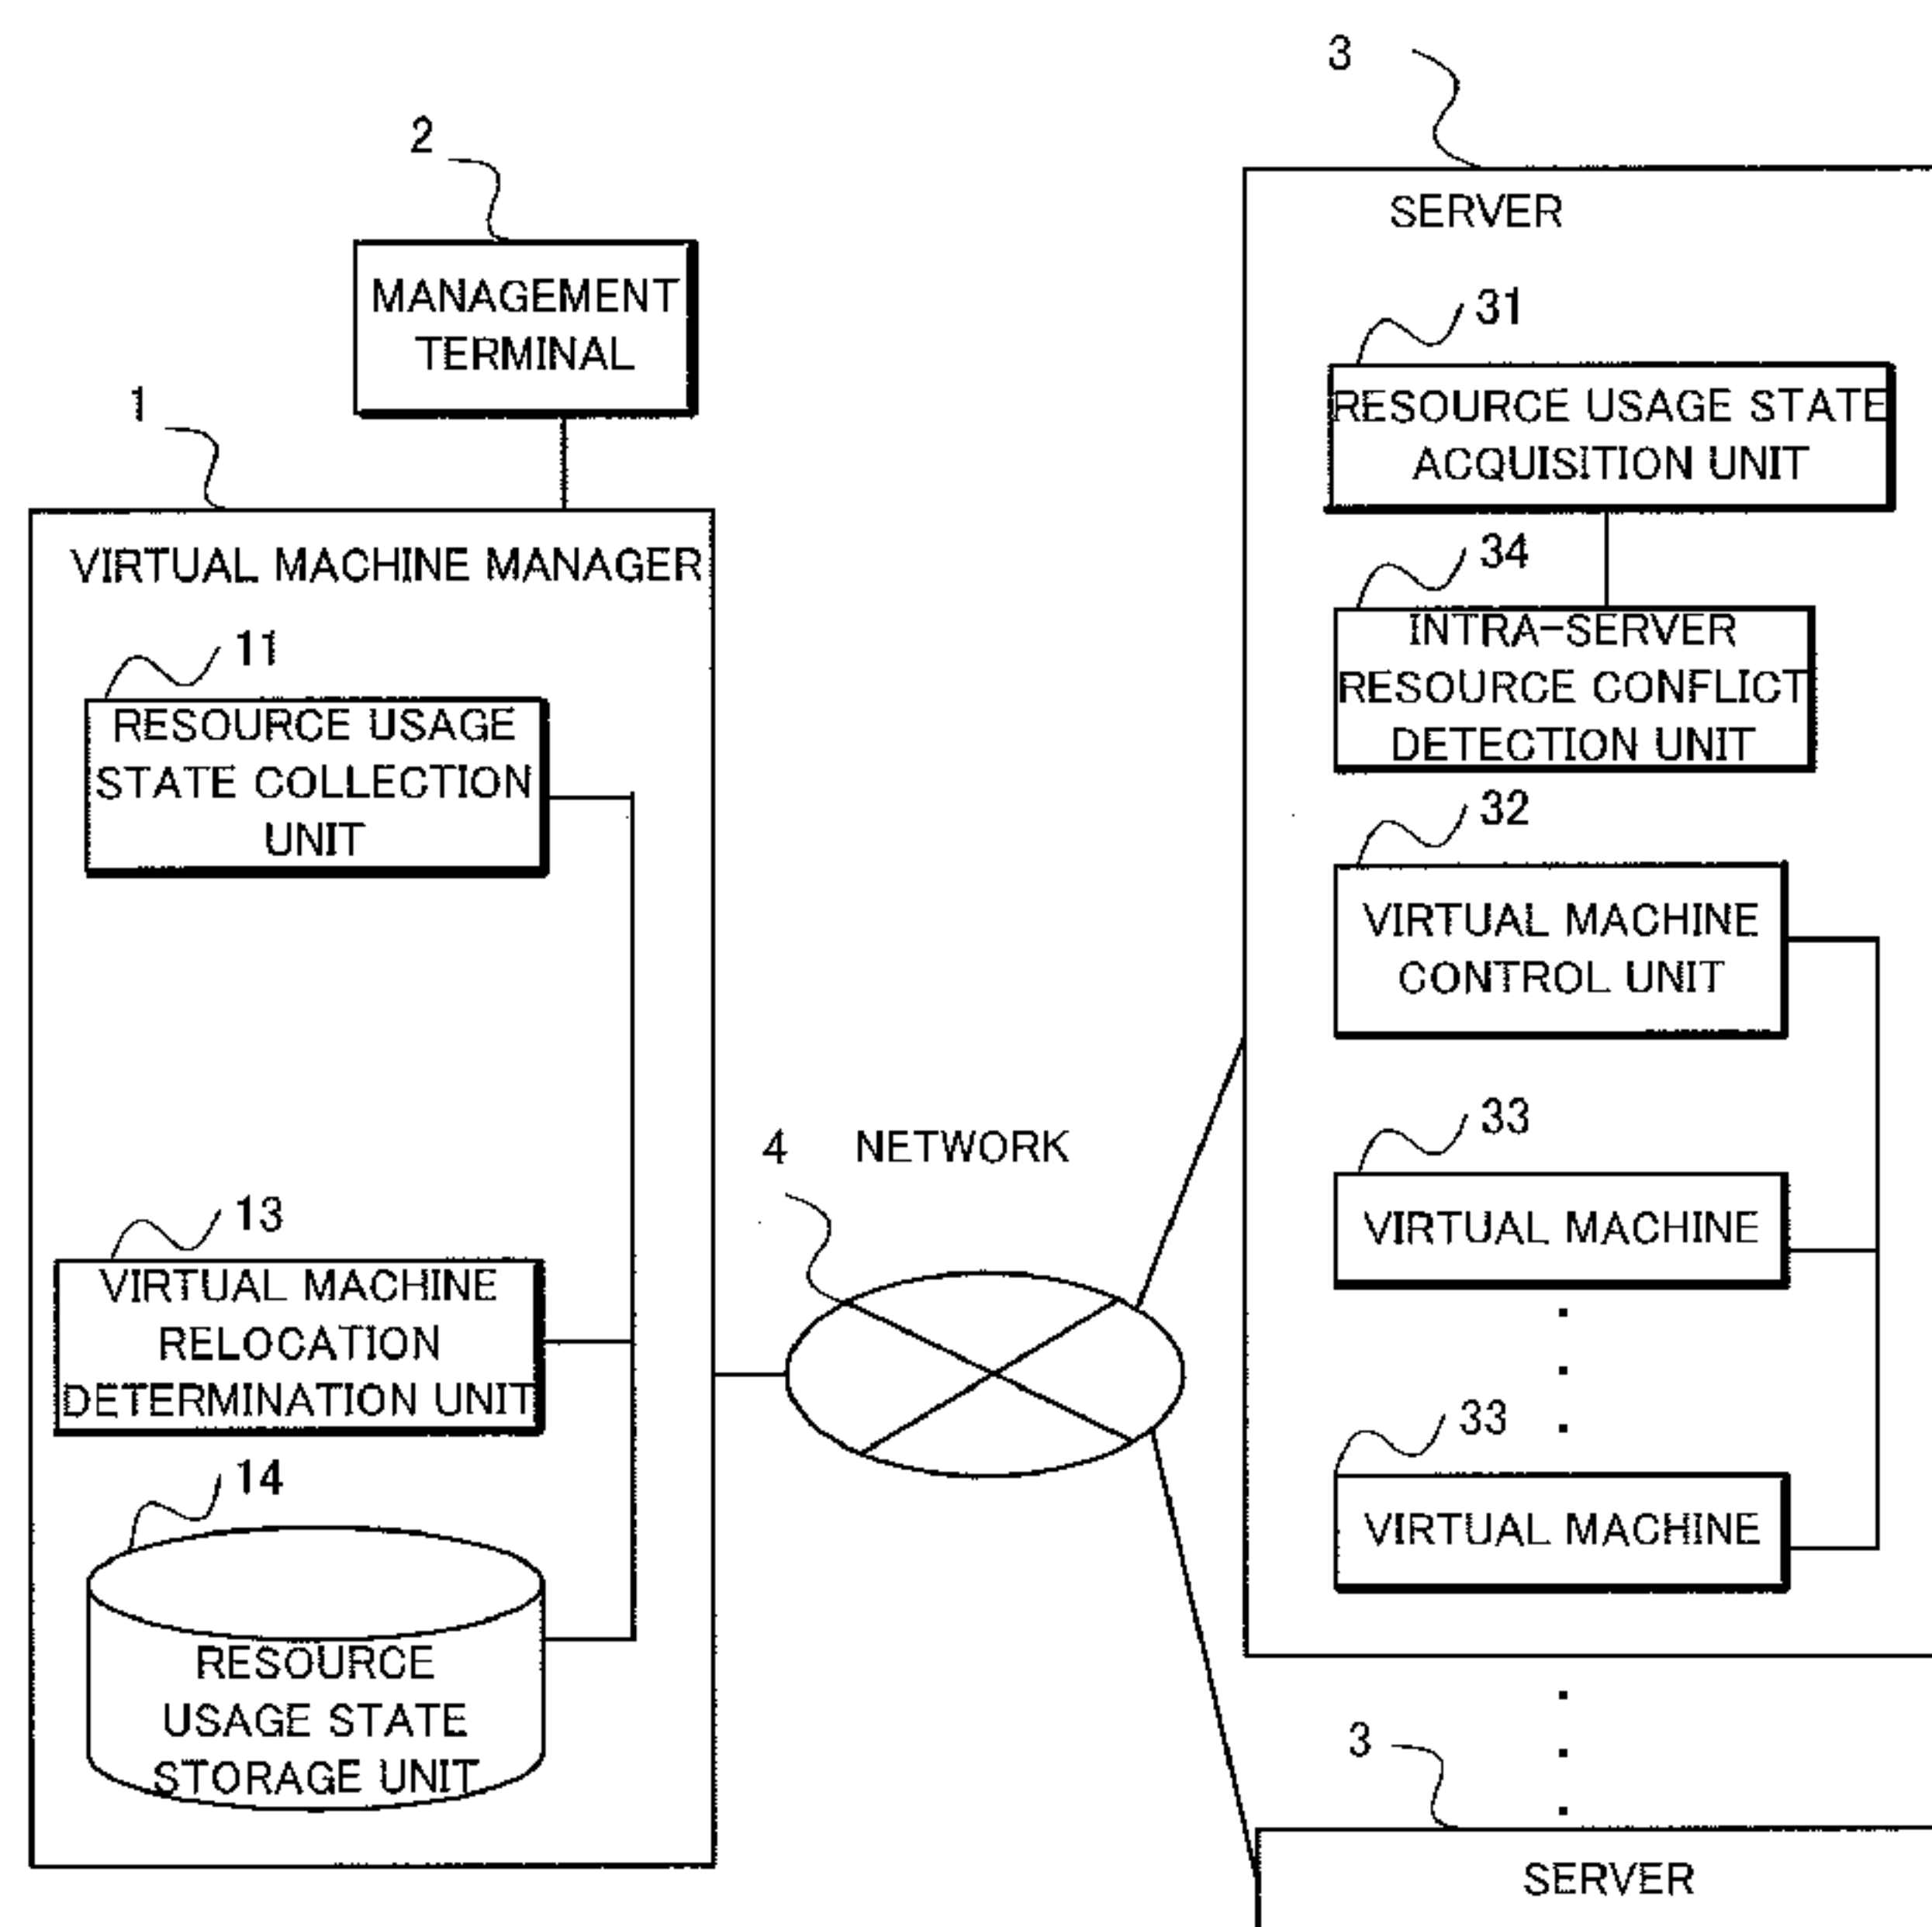 2
MANAGEMENT
TERMINAL
1
VIRTUAL MACHINE MANAGER
11
RESOURCE USAGE
STATE COLLECTION
UNIT
13
VIRTUAL MACHINE
RELOCATION
DETERMINATION UNIT
14
RESOURCE
USAGE STATE
STORAGE UNIT
4
NETWORK
3
SERVER
31
RESOURCE USAGE STATE
ACQUISITION UNIT
34
INTRA-SERVER
RESOURCE CONFLICT
DETECTION UNIT
32
VIRTUAL MACHINE
CONTROL UNIT
33
VIRTUAL MACHINE
33
VIRTUAL MACHINE
3
SERVER